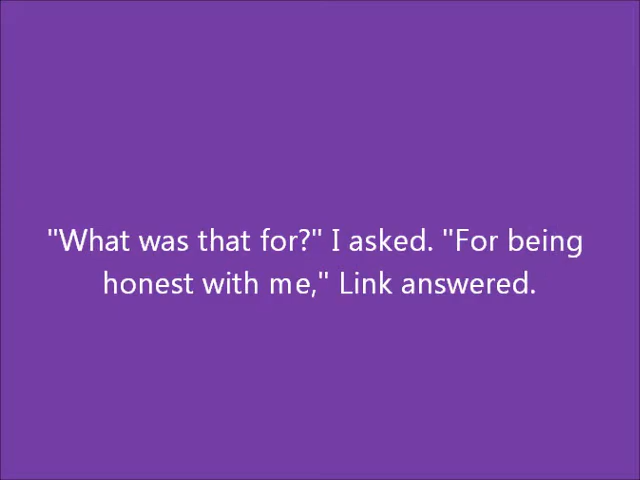 "What was that for?" I asked. "For being
honest with me," Link answered.